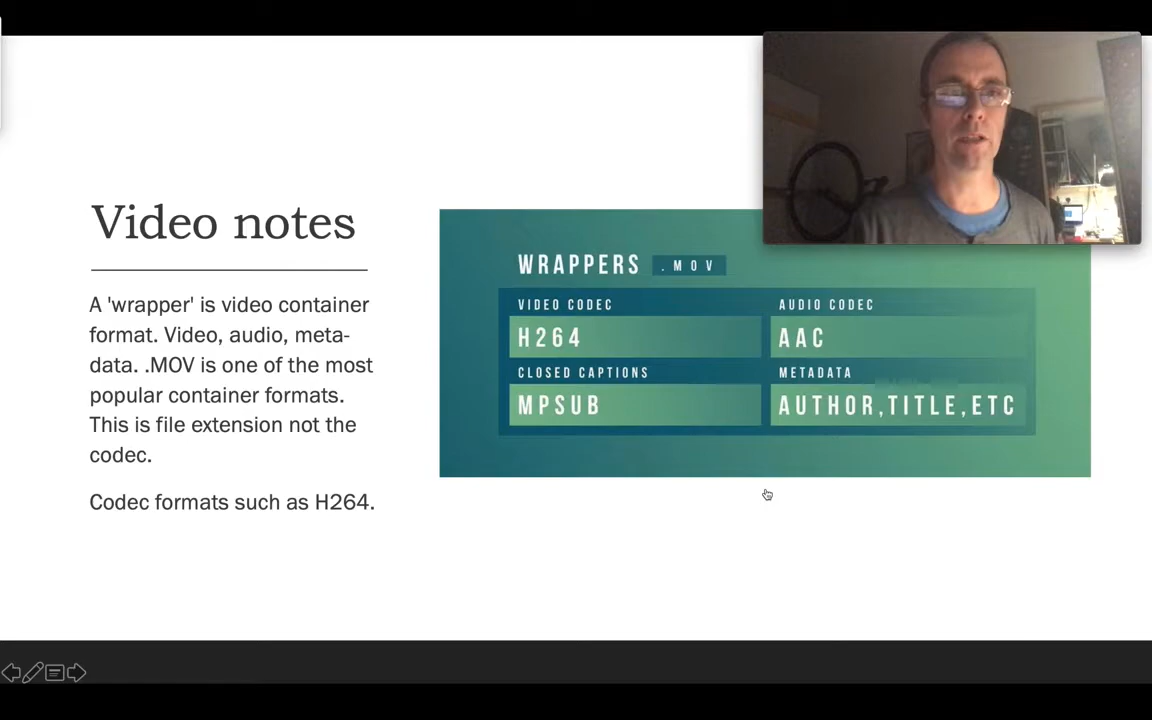 Video notes
A 'wrapper' is video container
format. Video, audio, meta-
data. .MOV is one of the most
popular container formats.
This is file extension not the
codec.
Codec formats such as H264.
WRAPPERS .MOV
VIDEO CODEC
H264
AUDIO CODEC
AAC
CLOSED CAPTIONS
MPSUB
METADATA
AUTHOR,TITLE,ETC